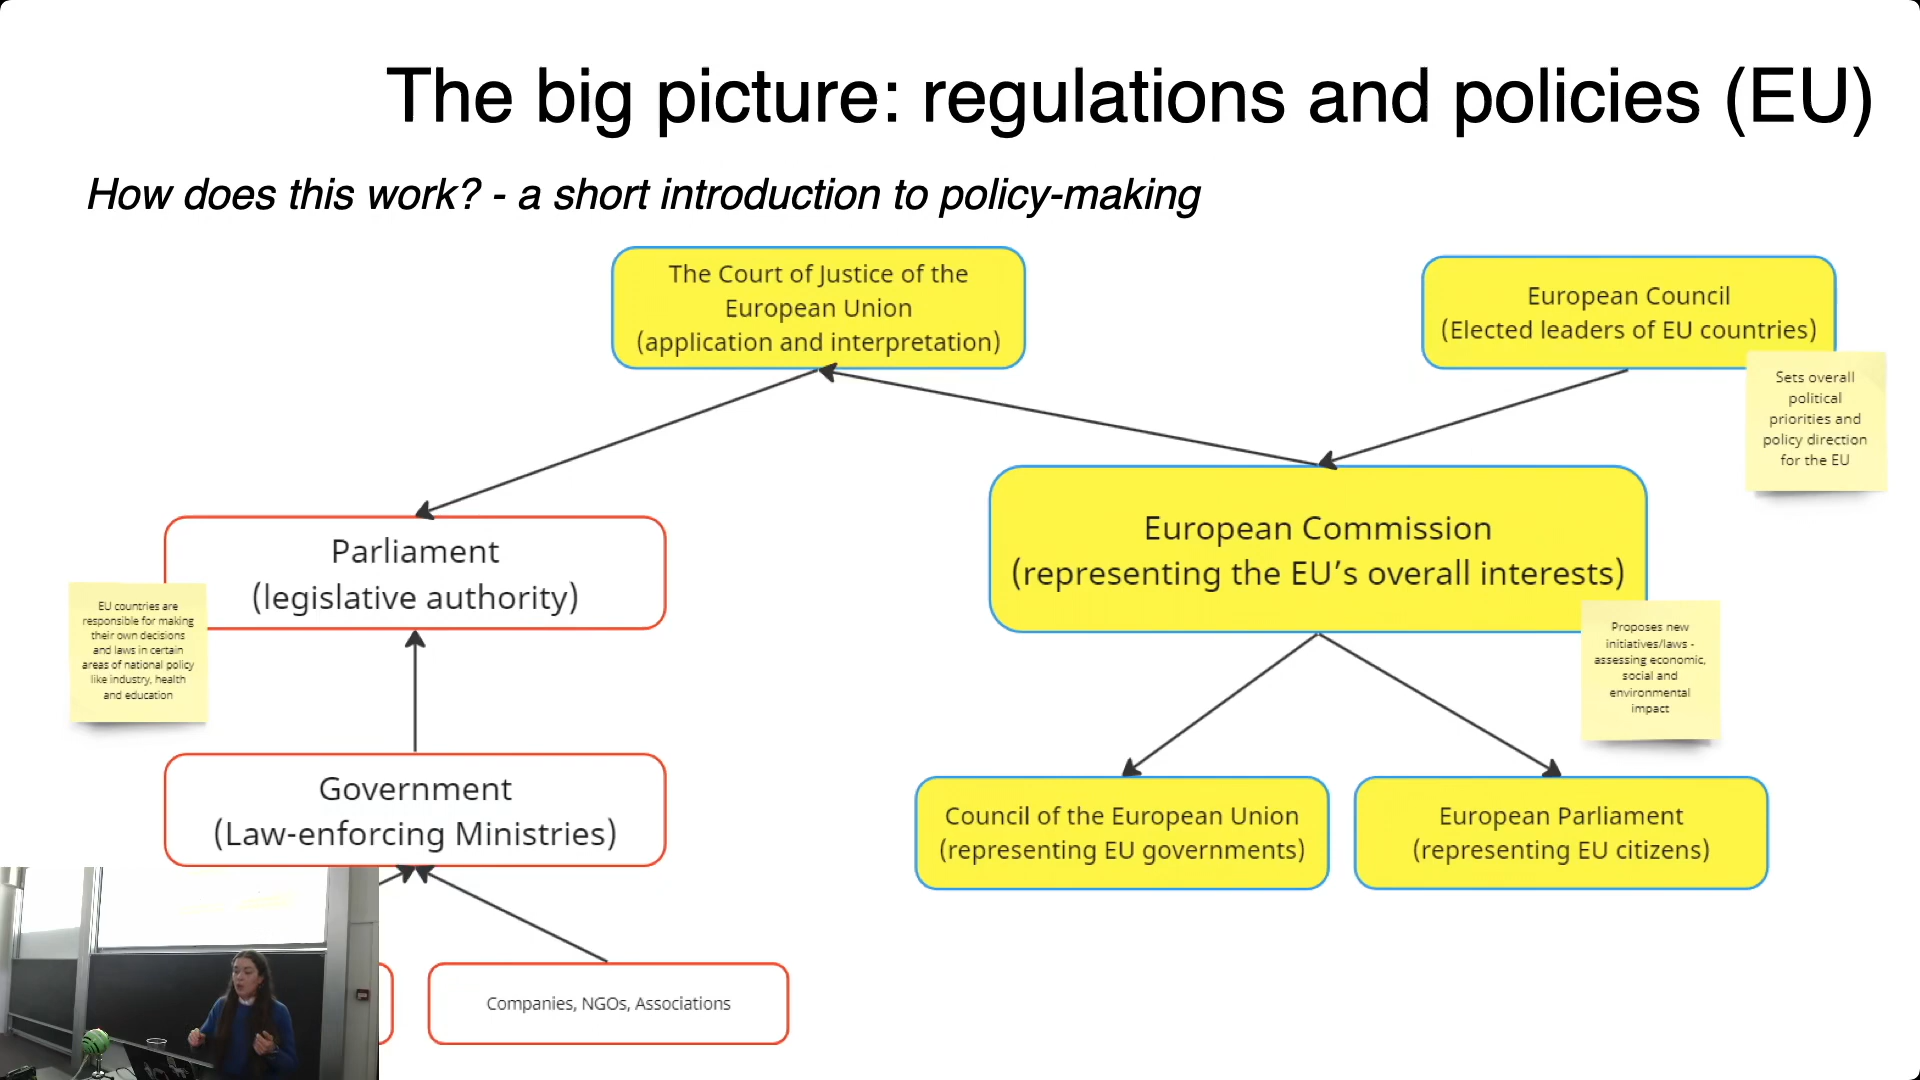 The big picture: regulations and policies (EU)
How does this work? - a short introduction to policy-making
The Court of Justice of the
European Union
(application and interpretation)
European Council
(Elected leaders of EU countries)
Sets overall
political
priorities and
policy direction
for the EU
European Commission
(representing the EU’s overall interests)
Proposes new
initiatives/laws -
assessing economic,
social and
environmental
impact
Parliament
(legislative authority)
EU countries are
responsible for making
their own decisions
and laws in certain
areas of national policy
like industry, health
and education
Government
(Law-enforcing Ministries)
Council of the European Union
(representing EU governments)
European Parliament
(representing EU citizens)
Companies, NGOs, Associations